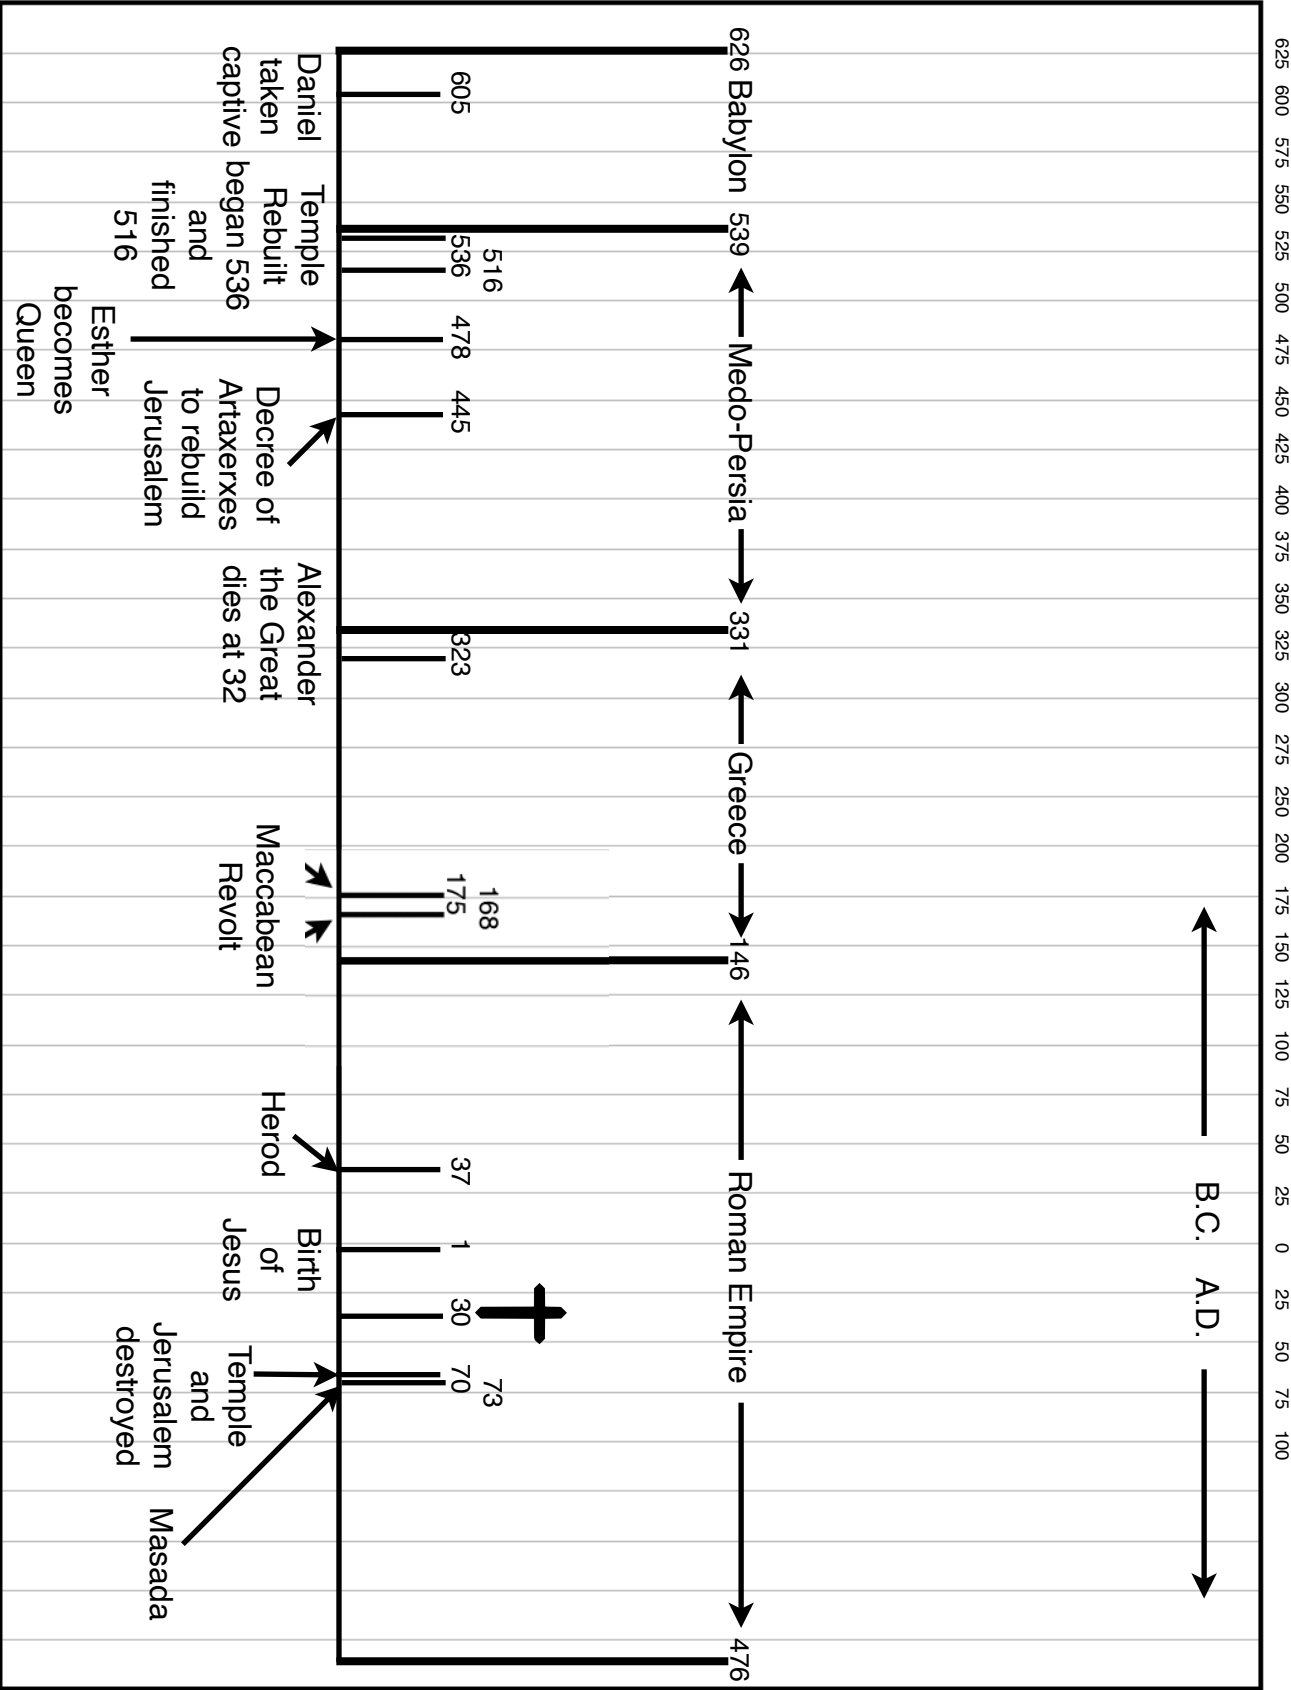 625 600 575 550 525 500 475 450 425 400 375 350 325 300 275 250 200 175 150 125 100 75 50 25 0 25 50 75 100
B.C. A.D.
626 Babylon 539 Medo-Persia 331 Greece 146 Roman Empire 476
516 168 73
605 536 478 445 323 175 37 1 30 70
Daniel
taken
captive
Temple
Rebuilt
began 536
and
finished
516
Esther
becomes
Queen
Decree of
Artaxerxes
to rebuild
Jerusalem
Alexander
the Great
dies at 32
Maccabean
Revolt
Herod
Birth
of
Jesus
Temple
and
Jerusalem
destroyed
Masada